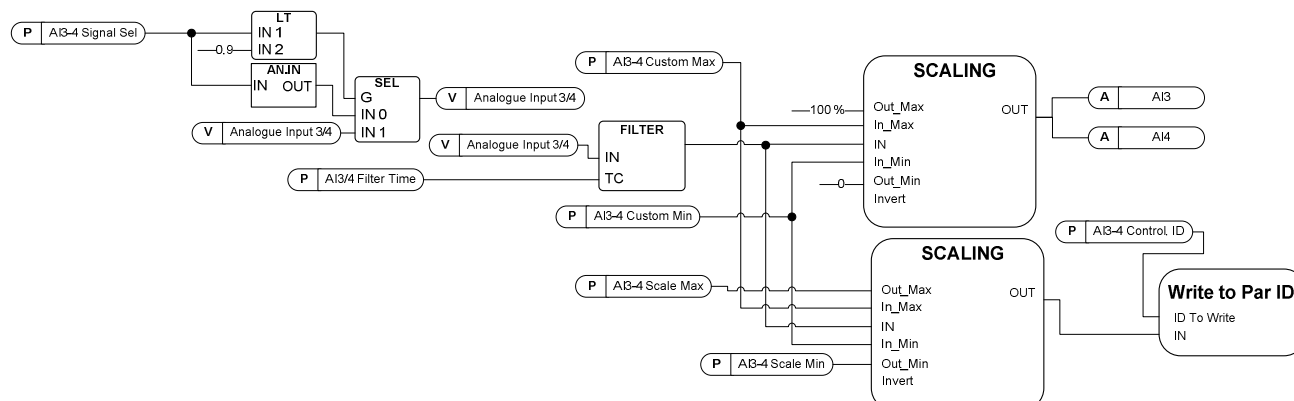 LT
P AI3-4 Signal Sel
IN 1
0,9
IN 2
AN.IN
IN OUT
SEL
G
IN 0
IN 1
V Analogue Input 3/4
V Analogue Input 3/4
P AI3-4 Custom Max
FILTER
V Analogue Input 3/4
IN
TC
P AI3/4 Filter Time
P AI3-4 Custom Min
SCALING
100 %
Out_Max
In_Max
IN
In_Min
0
Out_Min
Invert
OUT
A AI3
A AI4
P AI3-4 Control. ID
SCALING
P AI3-4 Scale Max
Out_Max
In_Max
IN
In_Min
P AI3-4 Scale Min
Out_Min
Invert
OUT
Write to Par ID
ID To Write
IN